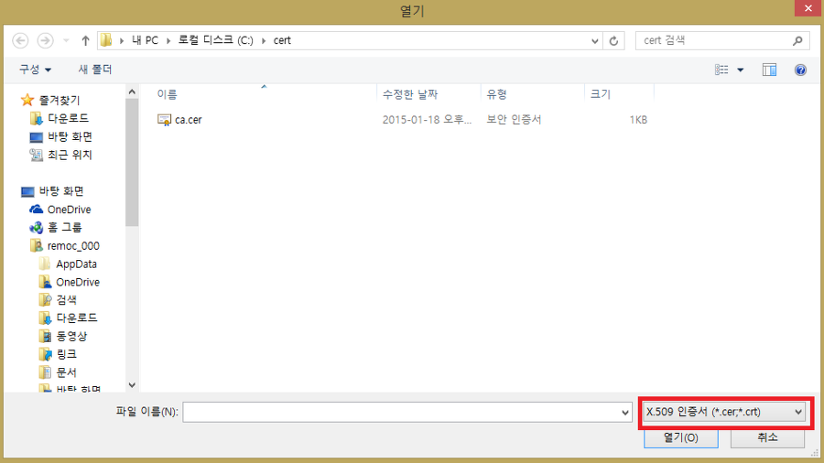 열기
내 PC 로컬 디스크 (C:) cert
cert 검색
구성 새 폴더
이름 수정한 날짜 유형 크기
ca.cer 2015-01-18 오후... 보안 인증서 1KB
즐겨찾기
다운로드
바탕 화면
최근 위치
바탕 화면
OneDrive
홈 그룹
remoc_000
AppData
OneDrive
검색
다운로드
동영상
링크
문서
바탕 화면
파일 이름(N):
X.509 인증서 (*.cer;*.crt)
열기(O) 취소